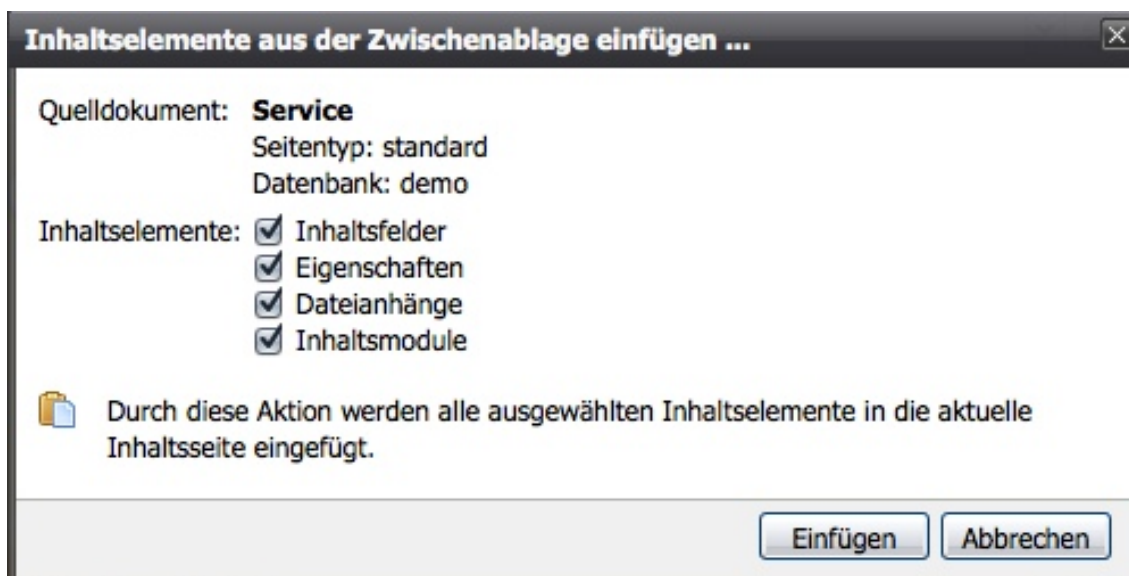 Inhaltselemente aus der Zwischenablage einfügen ...
Quelldokument: Service
Seitentyp: standard
Datenbank: demo
Inhaltselemente: Inhaltsfelder
Eigenschaften
Dateianhänge
Inhaltsmodule
Durch diese Aktion werden alle ausgewählten Inhaltselemente in die aktuelle
Inhaltsseite eingefügt.
Einfügen Abbrechen